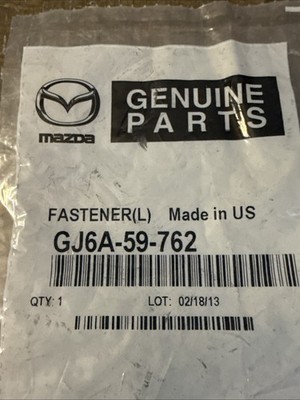 GENUINE
PARTS
mazda
FASTENER(L) Made in US
GJ6A-59-762
QTY: 1 LOT: 02/18/13